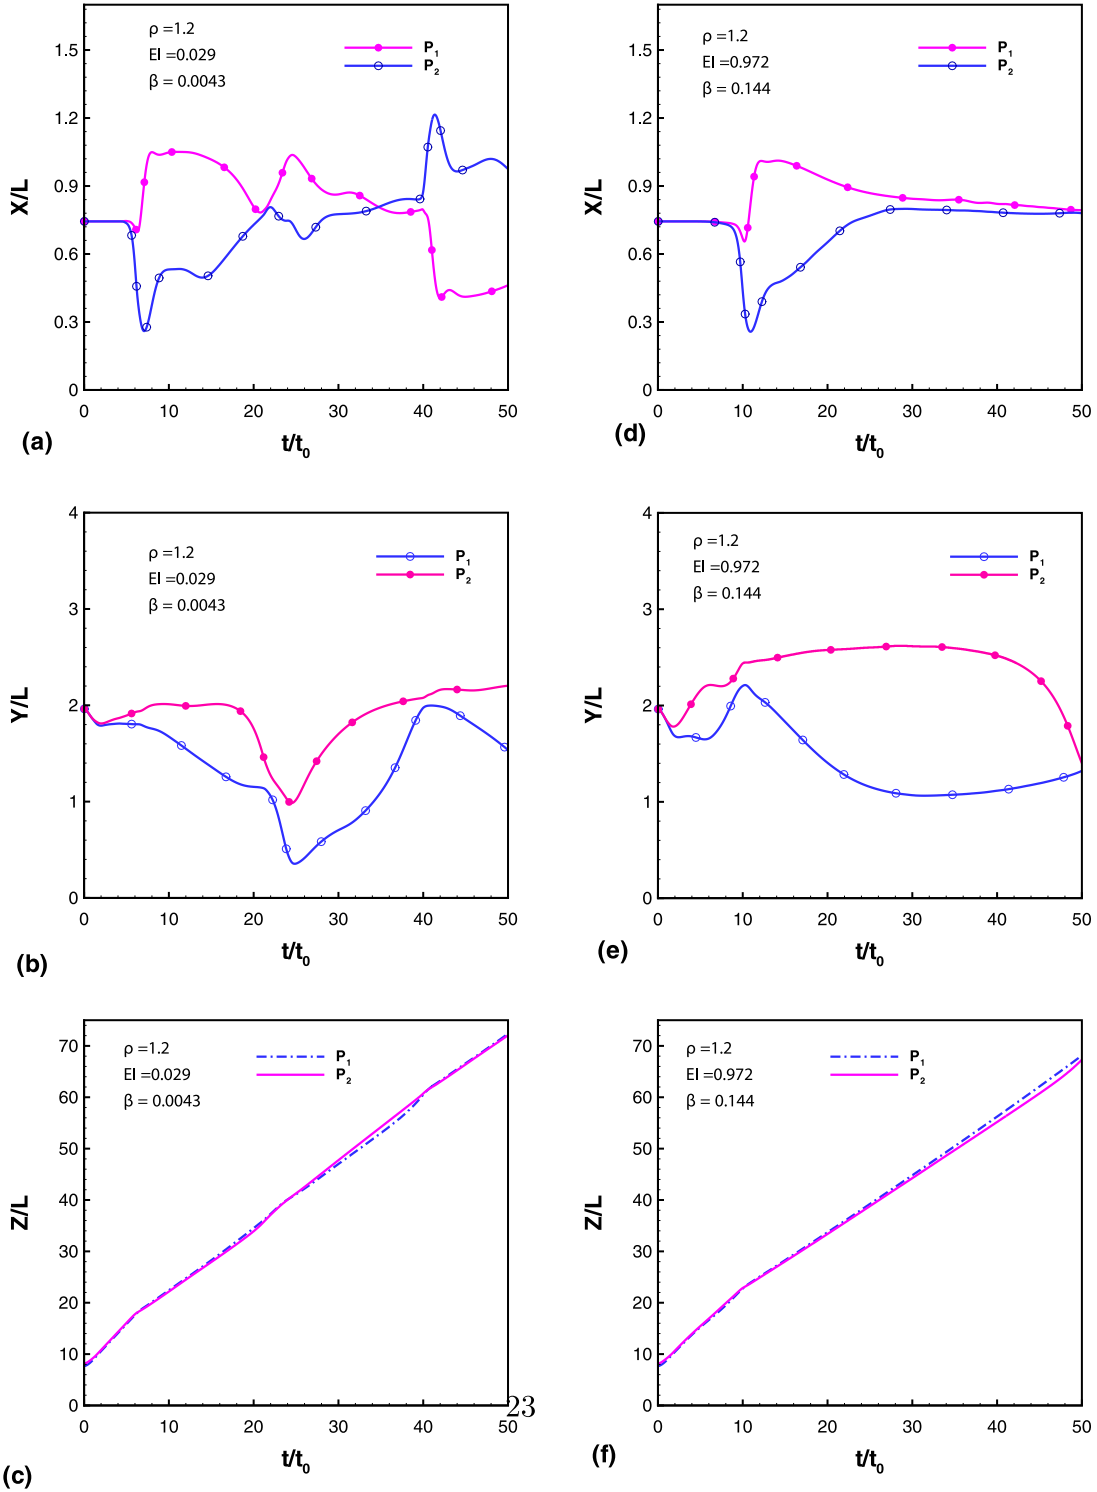 ρ =1.2
EI =0.029
β = 0.0043
P1
P2
X/L
1.5
1.2
0.9
0.6
0.3
0
0 10 20 30 40 50
t/t0
(a)
ρ =1.2
EI =0.972
β = 0.144
P1
P2
X/L
1.5
1.2
0.9
0.6
0.3
0
0 10 20 30 40 50
t/t0
(d)
ρ =1.2
EI =0.029
β = 0.0043
P1
P2
Y/L
4
3
2
1
0
0 10 20 30 40 50
t/t0
(b)
ρ =1.2
EI =0.972
β = 0.144
P1
P2
Y/L
4
3
2
1
0
0 10 20 30 40 50
t/t0
(e)
ρ =1.2
EI =0.029
β = 0.0043
P1
P2
Z/L
70
60
50
40
30
20
10
0
0 10 20 30 40 50
t/t0
(c)
ρ =1.2
EI =0.972
β = 0.144
P1
P2
Z/L
70
60
50
40
30
20
10
0
0 10 20 30 40 50
t/t0
(f)
23